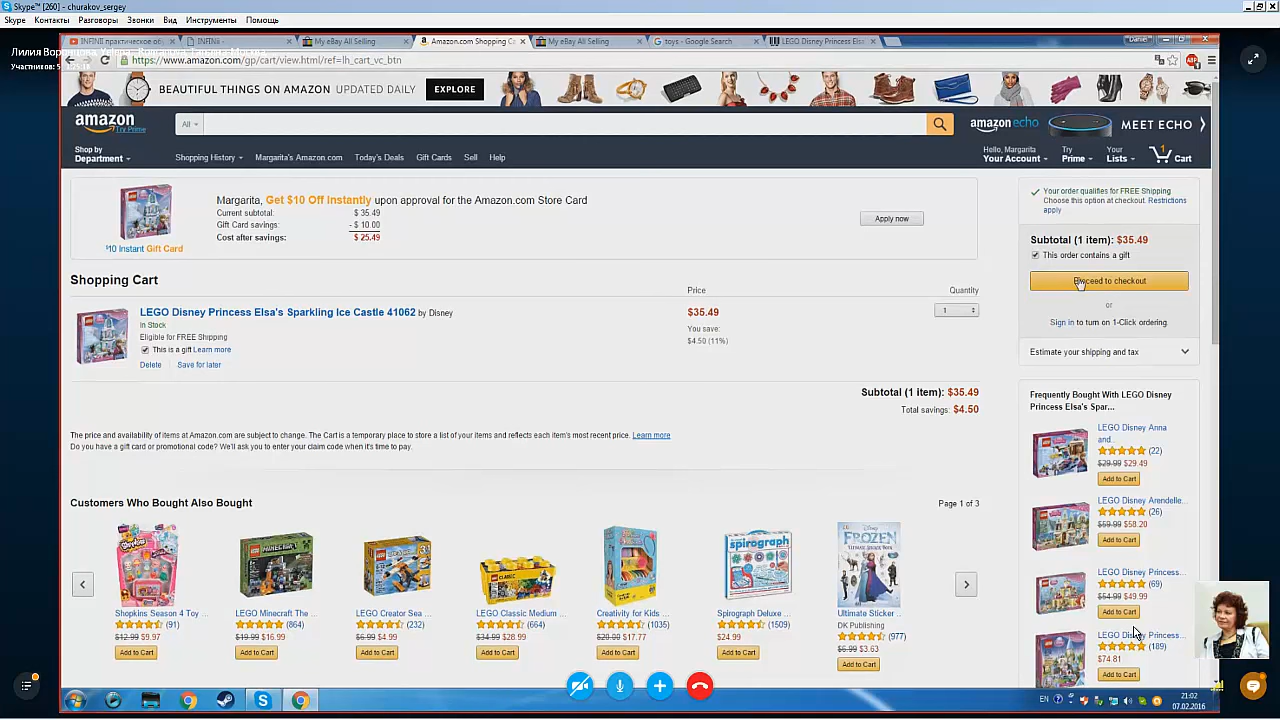 Skype™ [260] - churakov_sergey
Skype Контакты Разговоры Звонки Вид Инструменты Помощь
INFINII практическое об
INFINii -
My eBay All Selling
Amazon.com Shopping Ca
My eBay All Selling
toys - Google Search
LEGO Disney Princess Elsa
Daniel
https://www.amazon.com/gp/cart/view.html/ref=lh_cart_vc_btn
BEAUTIFUL THINGS ON AMAZON UPDATED DAILY EXPLORE
amazon
Try Prime
All
amazon echo MEET ECHO
Shop by
Department
Shopping History Margarita's Amazon.com Today's Deals Gift Cards Sell Help
Hello, Margarita
Your Account
Try
Prime
Your
Lists
1
Cart
Margarita, Get $10 Off Instantly upon approval for the Amazon.com Store Card
Current subtotal: $ 35.49
Gift Card savings: - $ 10.00
Cost after savings: $ 25.49
$10 Instant Gift Card
Apply now
Your order qualifies for FREE Shipping
Choose this option at checkout. Restrictions
apply
Subtotal (1 item): $35.49
This order contains a gift
Proceed to checkout
or
Sign in to turn on 1-Click ordering.
Estimate your shipping and tax
Shopping Cart
Price Quantity
LEGO Disney Princess Elsa's Sparkling Ice Castle 41062 by Disney
In Stock
Eligible for FREE Shipping
This is a gift Learn more
Delete Save for later
$35.49
You save:
$4.50 (11%)
1
Subtotal (1 item): $35.49
Total savings: $4.50
The price and availability of items at Amazon.com are subject to change. The Cart is a temporary place to store a list of your items and reflects each item's most recent price. Learn more
Do you have a gift card or promotional code? We'll ask you to enter your claim code when it's time to pay.
Frequently Bought With LEGO Disney
Princess Elsa's Spar...
LEGO Disney Anna
and..
(22)
$29.99 $29.49
Add to Cart
LEGO Disney Arendelle...
(26)
$59.99 $58.20
Add to Cart
LEGO Disney Princess...
(69)
$54.99 $49.99
Add to Cart
LEGO Disney Princess...
(189)
$74.81
Add to Cart
Customers Who Bought Also Bought
Page 1 of 3
Shopkins Season 4 Toy ...
(91)
$12.99 $9.97
Add to Cart
LEGO Minecraft The ...
(864)
$19.99 $16.99
Add to Cart
LEGO Creator Sea ...
(232)
$6.99 $4.99
Add to Cart
LEGO Classic Medium ...
(664)
$34.99 $28.99
Add to Cart
Creativity for Kids ...
(1035)
$20.00 $17.77
Add to Cart
spirograph
Spirograph Deluxe ...
(1509)
$24.99
Add to Cart
Disney
FROZEN
Ultimate Sticker ...
DK Publishing
(977)
$6.99 $3.63
Add to Cart
EN
21:02
07.02.2016